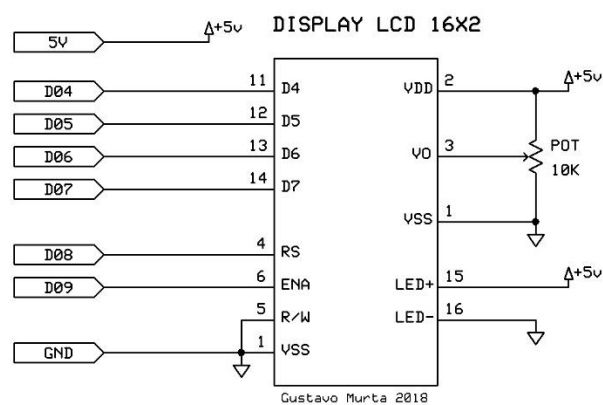 DISPLAY LCD 16X2
5V +5v
D04 11 D4 VDD 2 +5v
D05 12 D5
D06 13 D6 VO 3 POT
10K
D07 14 D7
VSS 1
D08 4 RS
D09 6 ENA LED+ 15 +5v
5 R/W LED- 16
GND 1 VSS
Gustavo Murta 2018